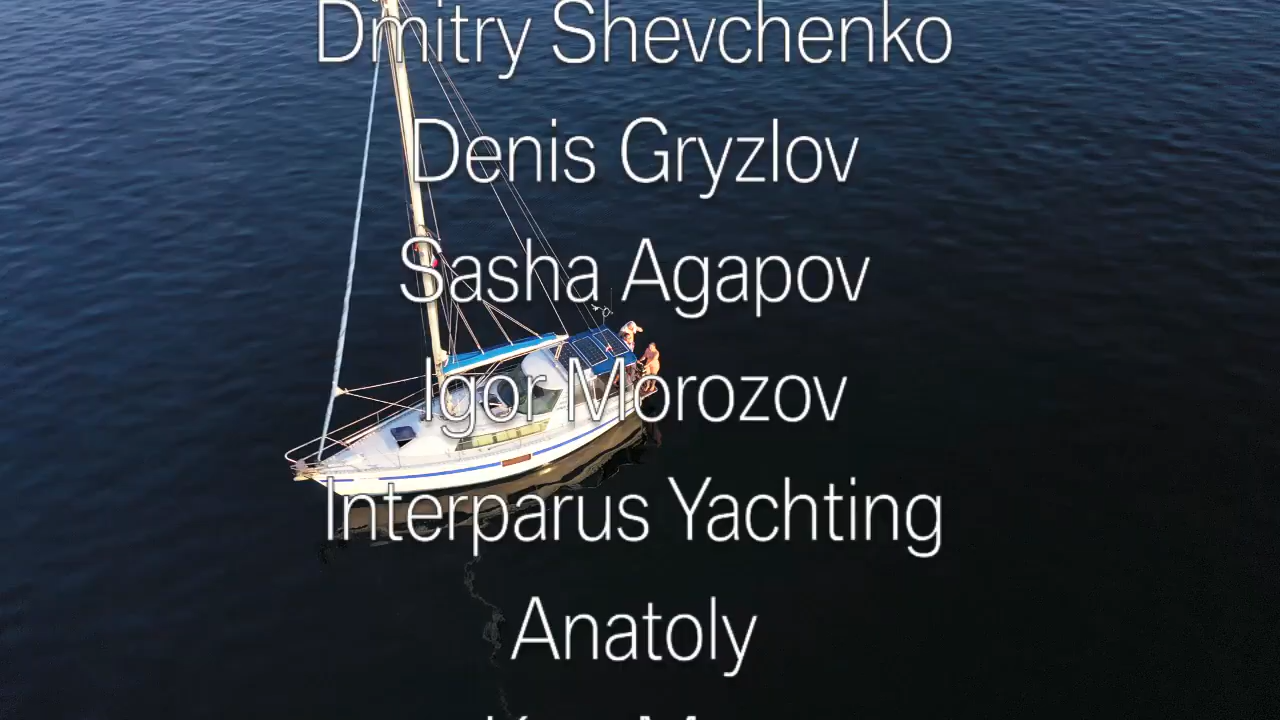 Dmitry Shevchenko
Denis Gryzlov
Sasha Agapov
Igor Morozov
Interparus Yachting
Anatoly